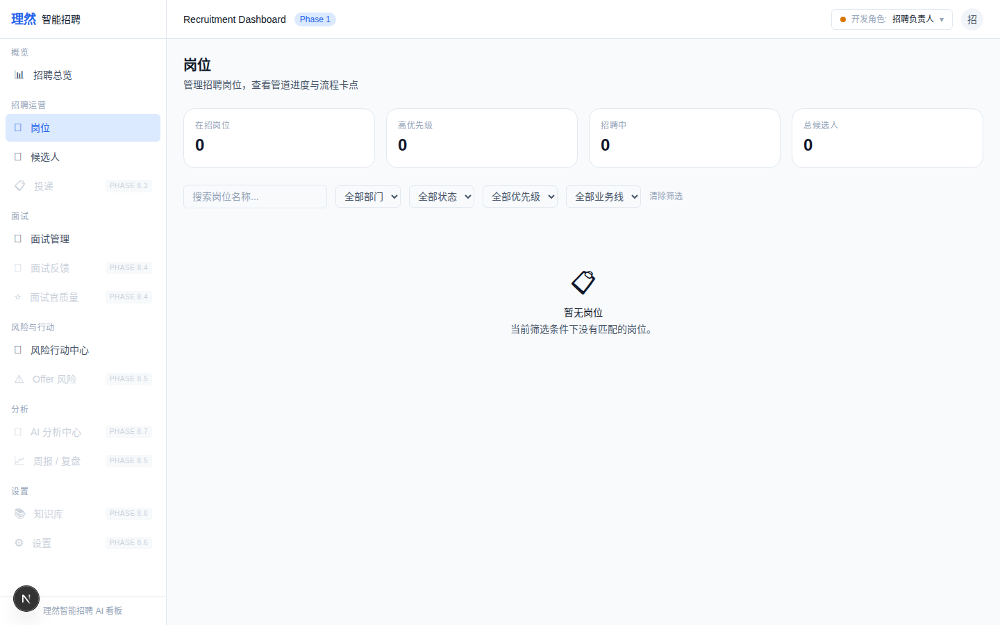 理然 智能招聘
Recruitment Dashboard Phase 1
开发角色: 招聘负责人 ▾
招
概览
招聘总览
招聘运营
岗位
候选人
投递 PHASE 8.3
面试
面试管理
面试反馈 PHASE 8.4
面试官质量 PHASE 8.4
风险与行动
风险行动中心
Offer 风险 PHASE 8.5
分析
AI 分析中心 PHASE 8.7
周报 / 复盘 PHASE 8.5
设置
知识库 PHASE 8.6
设置 PHASE 8.6
N
理然智能招聘 AI 看板
岗位
管理招聘岗位，查看管道进度与流程卡点
在招岗位
0
高优先级
0
招聘中
0
总候选人
0
搜索岗位名称... 全部部门 全部状态 全部优先级 全部业务线 清除筛选
暂无岗位
当前筛选条件下没有匹配的岗位。